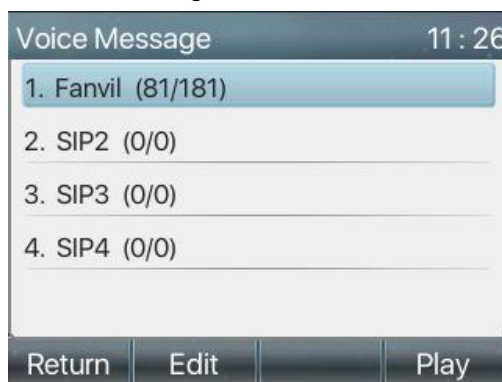 Voice Message 11 : 26
1. Fanvil (81/181)
2. SIP2 (0/0)
3. SIP3 (0/0)
4. SIP4 (0/0)
Return Edit Play